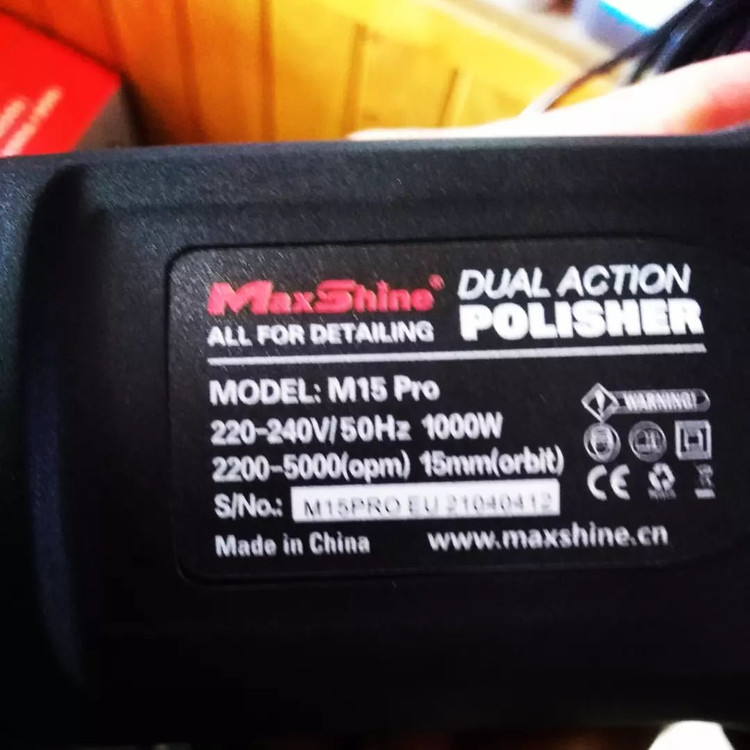 MaxShine®
ALL FOR DETAILING
DUAL ACTION
POLISHER
MODEL: M15 Pro
220-240V/50Hz 1000W
2200-5000(opm) 15mm(orbit)
S/No.: M15PRO EU 21040412
Made in China
www.maxshine.cn
WARNING!
CE